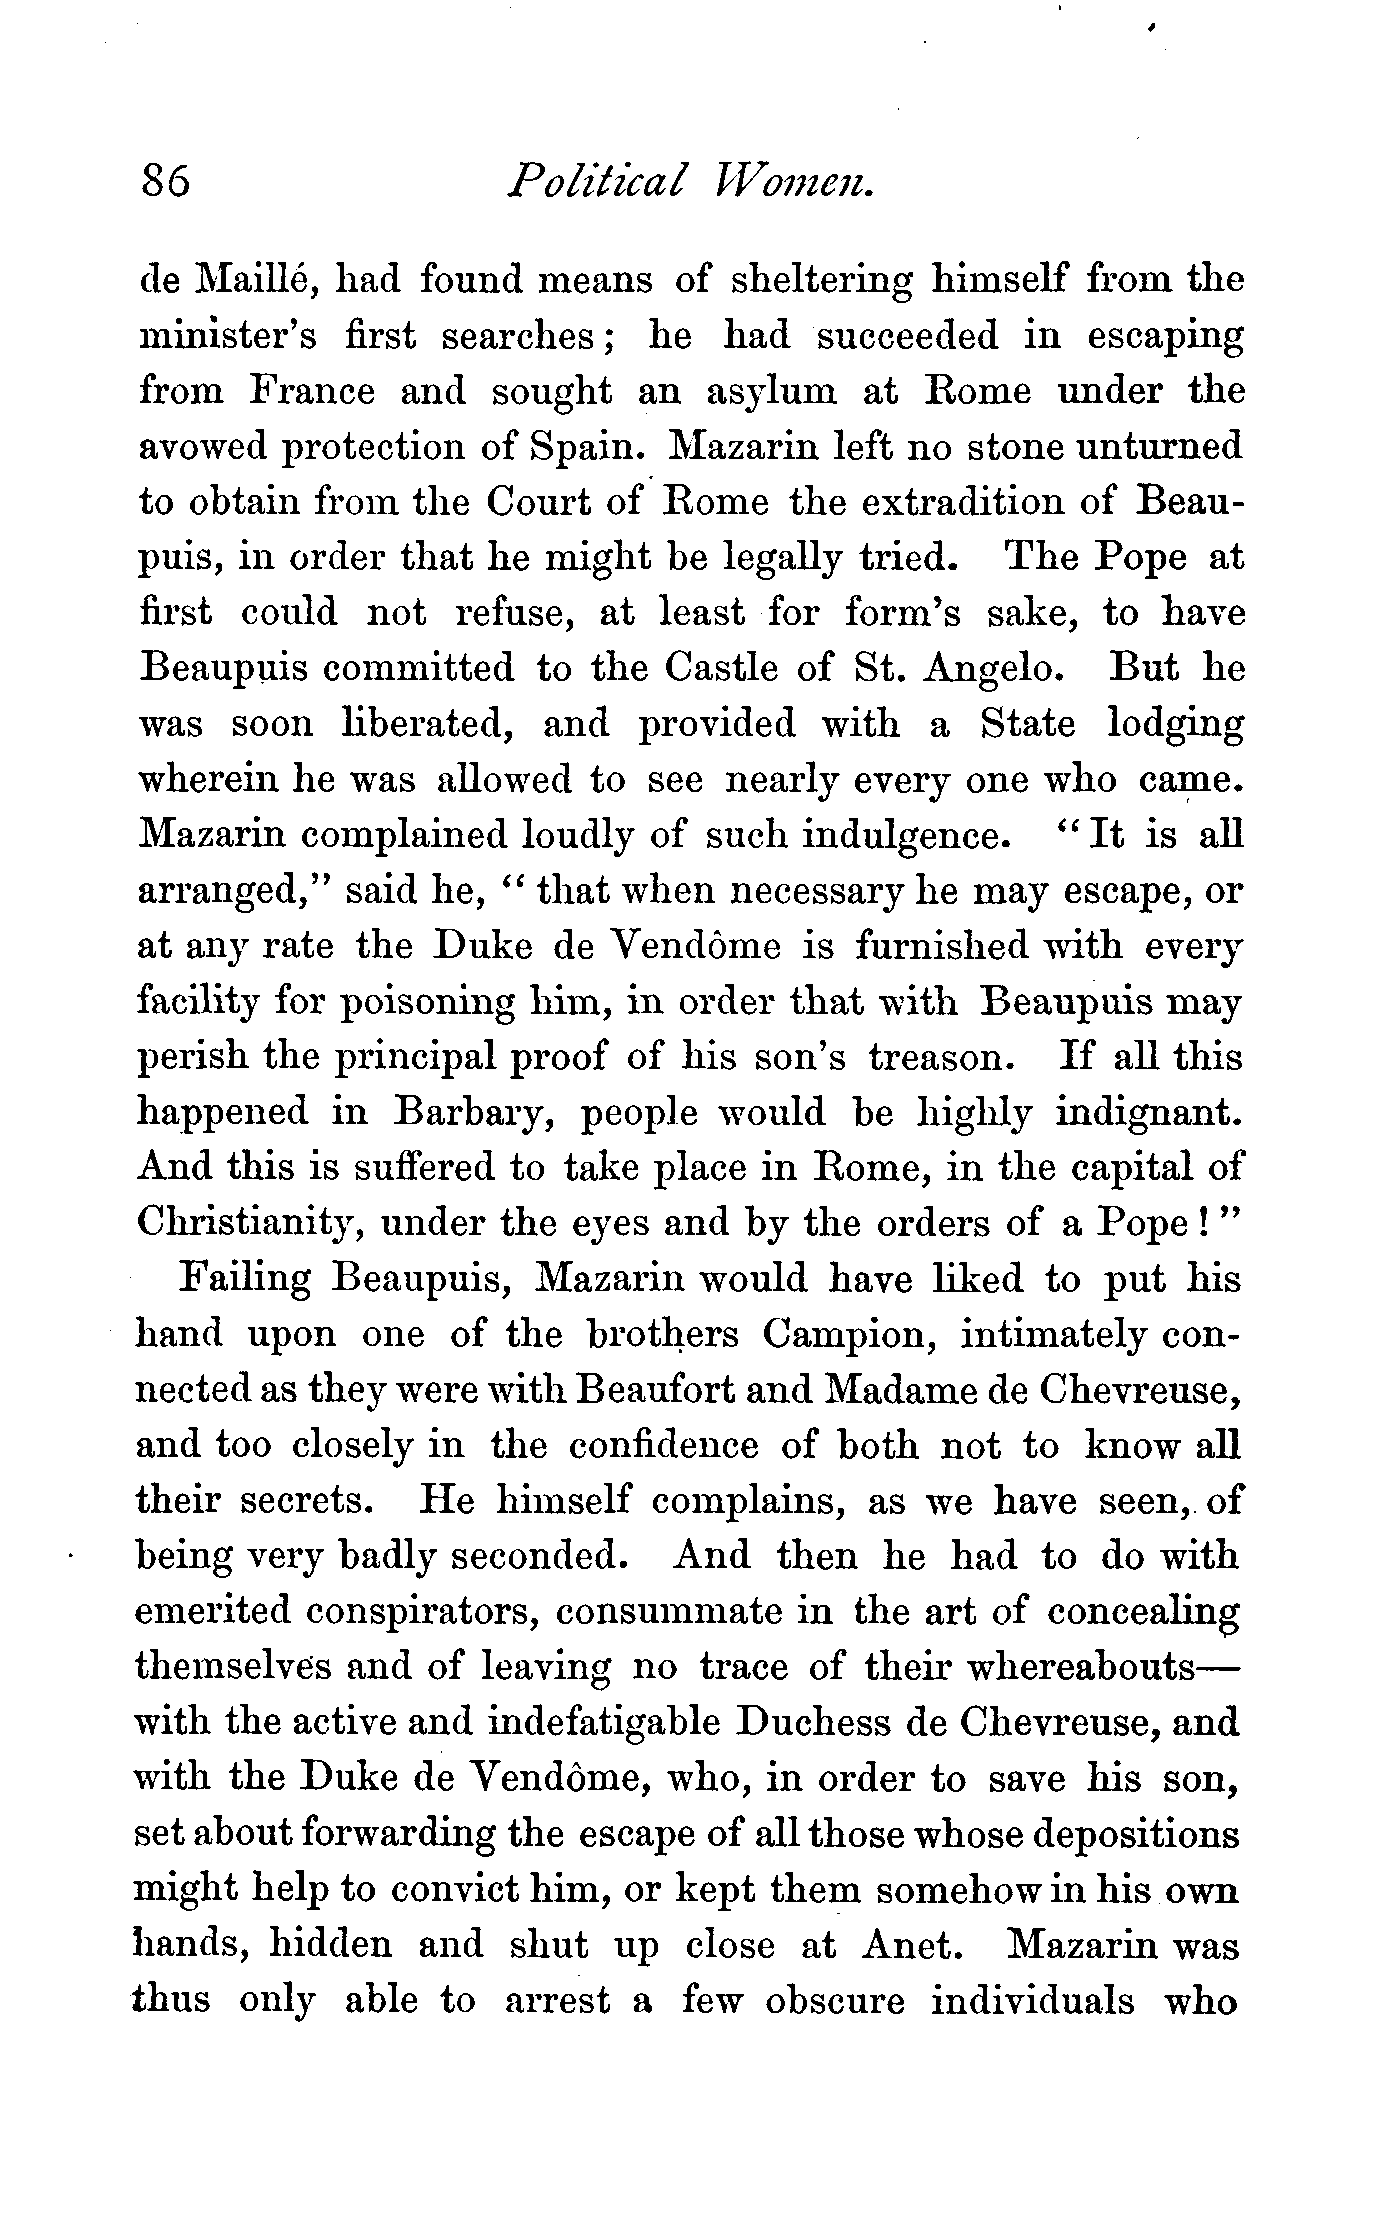 86 Political Women.
de Maillé, had found means of sheltering himself from the
minister's first searches; he had succeeded in escaping
from France and sought an asylum at Rome under the
avowed protection of Spain. Mazarin left no stone unturned
to obtain from the Court of Rome the extradition of Beau-
puis, in order that he might be legally tried. The Pope at
first could not refuse, at least for form's sake, to have
Beaupuis committed to the Castle of St. Angelo. But he
was soon liberated, and provided with a State lodging
wherein he was allowed to see nearly every one who came.
Mazarin complained loudly of such indulgence. “It is all
arranged,” said he, “that when necessary he may escape, or
at any rate the Duke de Vendôme is furnished with every
facility for poisoning him, in order that with Beaupuis may
perish the principal proof of his son's treason. If all this
happened in Barbary, people would be highly indignant.
And this is suffered to take place in Rome, in the capital of
Christianity, under the eyes and by the orders of a Pope!”
Failing Beaupuis, Mazarin would have liked to put his
hand upon one of the brothers Campion, intimately con-
nected as they were with Beaufort and Madame de Chevreuse,
and too closely in the confidence of both not to know all
their secrets. He himself complains, as we have seen, of
being very badly seconded. And then he had to do with
emerited conspirators, consummate in the art of concealing
themselves and of leaving no trace of their whereabouts—
with the active and indefatigable Duchess de Chevreuse, and
with the Duke de Vendôme, who, in order to save his son,
set about forwarding the escape of all those whose depositions
might help to convict him, or kept them somehow in his own
hands, hidden and shut up close at Anet. Mazarin was
thus only able to arrest a few obscure individuals who